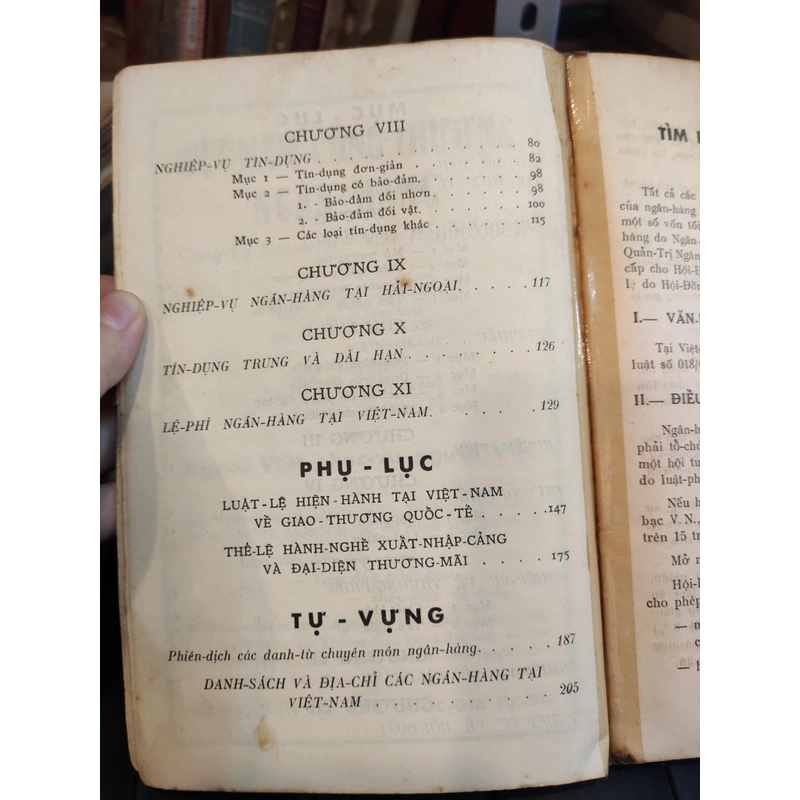 CHƯƠNG VIII
NGHIỆP-VỤ TÍN-DỤNG . . . . . . . . . . . 80
Mục 1 — Tín-dụng đơn-giản . . . . . . . 82
Mục 2 — Tín-dụng có bảo-đảm. . . . . . . 98
1. - Bảo-đảm đối nhơn. . . . . . 98
2. - Bảo-đảm đối vật. . . . . . . 100
Mục 3 — Các loại tín-dụng khác . . . . . . 115
CHƯƠNG IX
NGHIỆP-VỤ NGÂN-HÀNG TẠI HẢI-NGOẠI. . . . . . 117
CHƯƠNG X
TÍN-DỤNG TRUNG VÀ DÀI HẠN . . . . . . . . . 126
CHƯƠNG XI
LỆ-PHÍ NGÂN-HÀNG TẠI VIỆT-NAM. . . . . . . 129
PHỤ - LỤC
LUẬT-LỆ HIỆN-HÀNH TẠI VIỆT-NAM
VỀ GIAO-THƯƠNG QUỐC-TẾ . . . . . 147
THỂ-LỆ HÀNH-NGHỀ XUẤT-NHẬP-CẢNG
VÀ ĐẠI-DIỆN THƯƠNG-MÃI . . . . . 175
TỰ - VỰNG
Phiên-dịch các danh-từ chuyên môn ngân-hàng. . . . . . 187
DANH-SÁCH VÀ ĐỊA-CHỈ CÁC NGÂN-HÀNG TẠI
VIỆT-NAM . . . . . . . . . . . . 205
TÌM
Tất cả các
của ngân-hàng
một số vốn tối
hàng do Ngân-
Quản-Trị Ngân
cấp cho Hội-Đ
lệ do Hội-Đồn
I.— VĂN-
Tại Việt-
luật số 018/
II.— ĐIỀU
Ngân-h
phải tổ-chức
một hội tư
do luật-ph
Nếu h
bạc V.N.,
trên 15 tr
Mở n
Hội-
cho phép